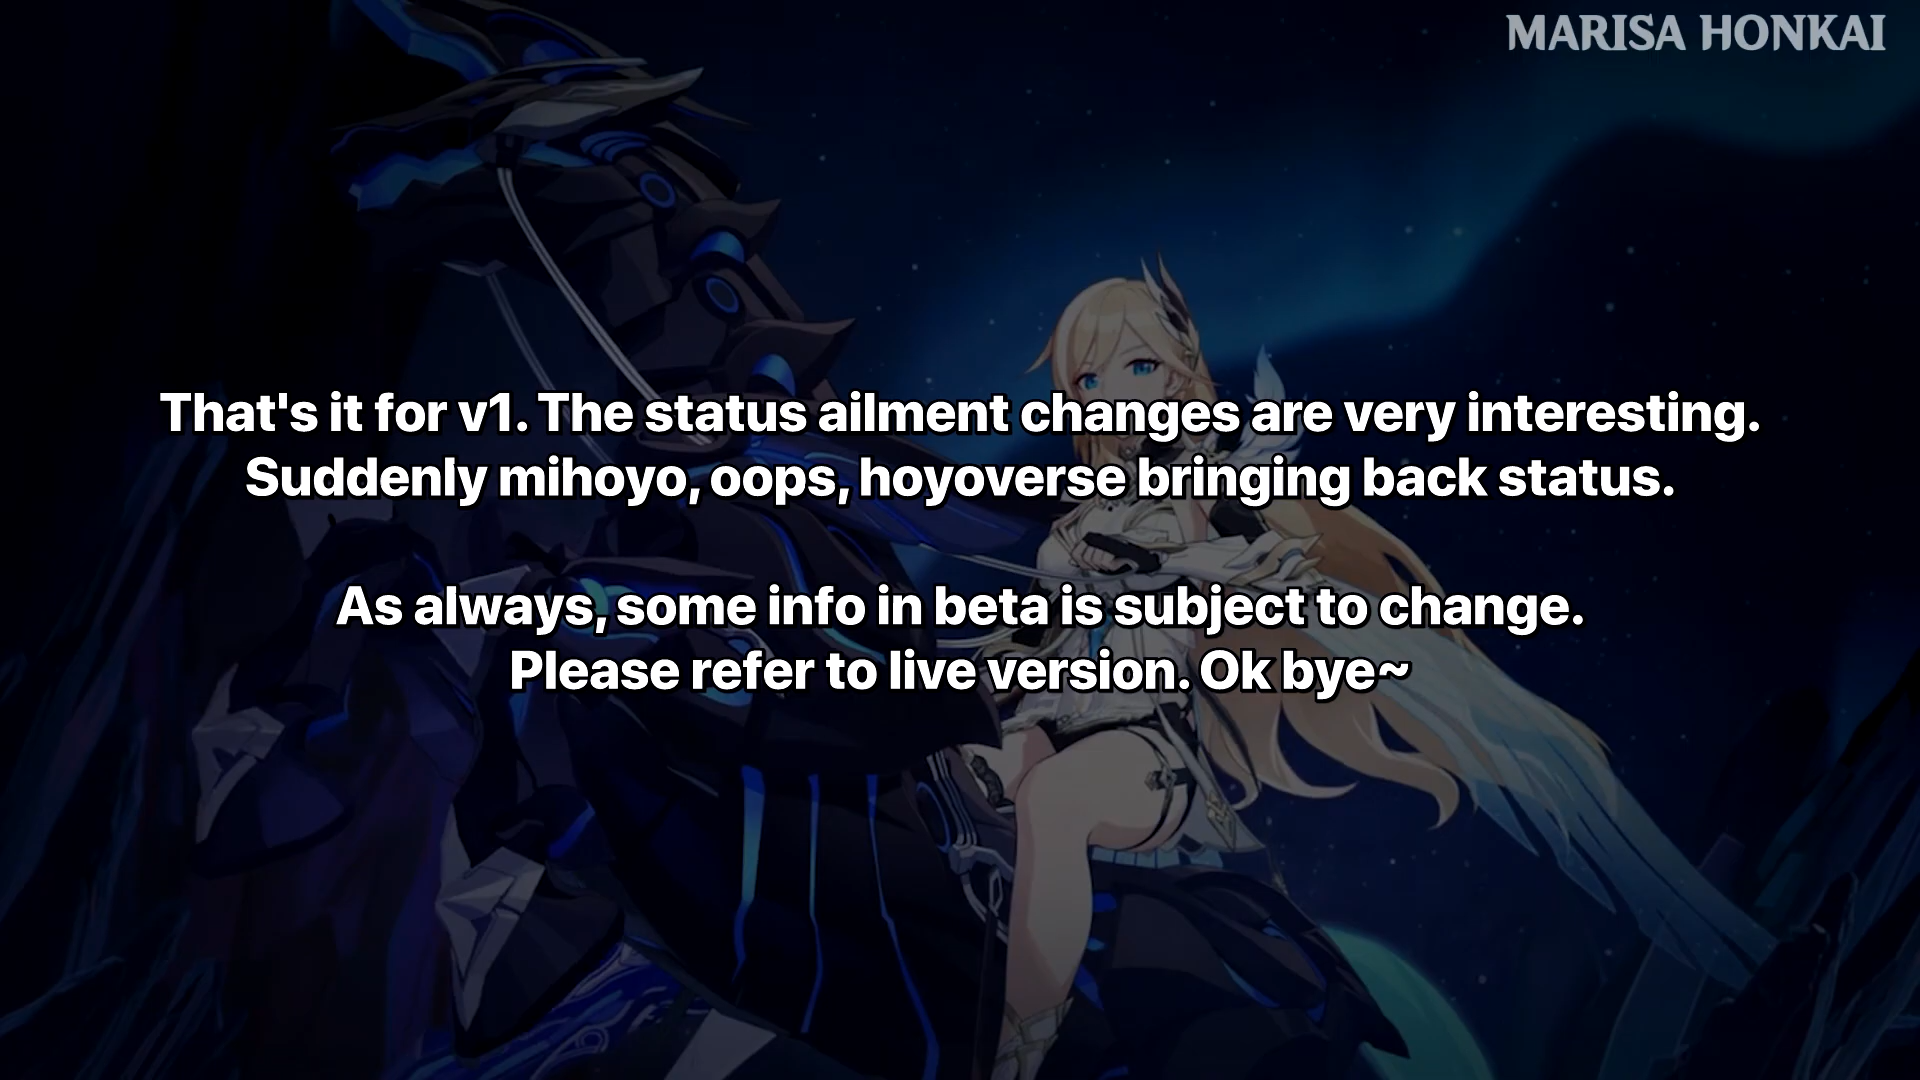 MARISA HONKAI
That's it for v1. The status ailment changes are very interesting.
Suddenly mihoyo, oops, hoyoverse bringing back status.
As always, some info in beta is subject to change.
Please refer to live version. Ok bye~